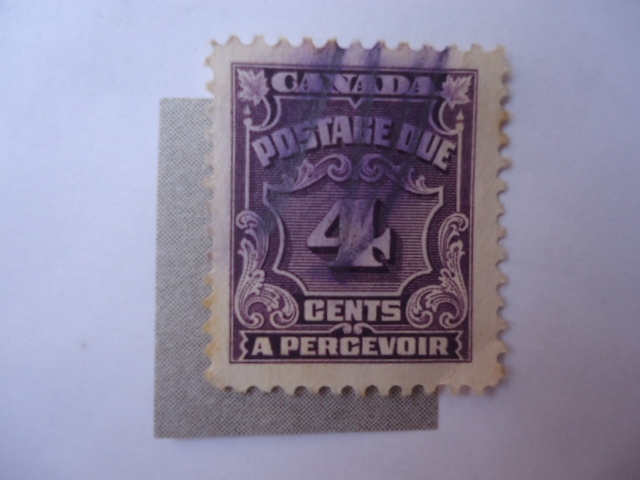 CANADA
POSTAGE DUE
4
CENTS
A PERCEVOIR